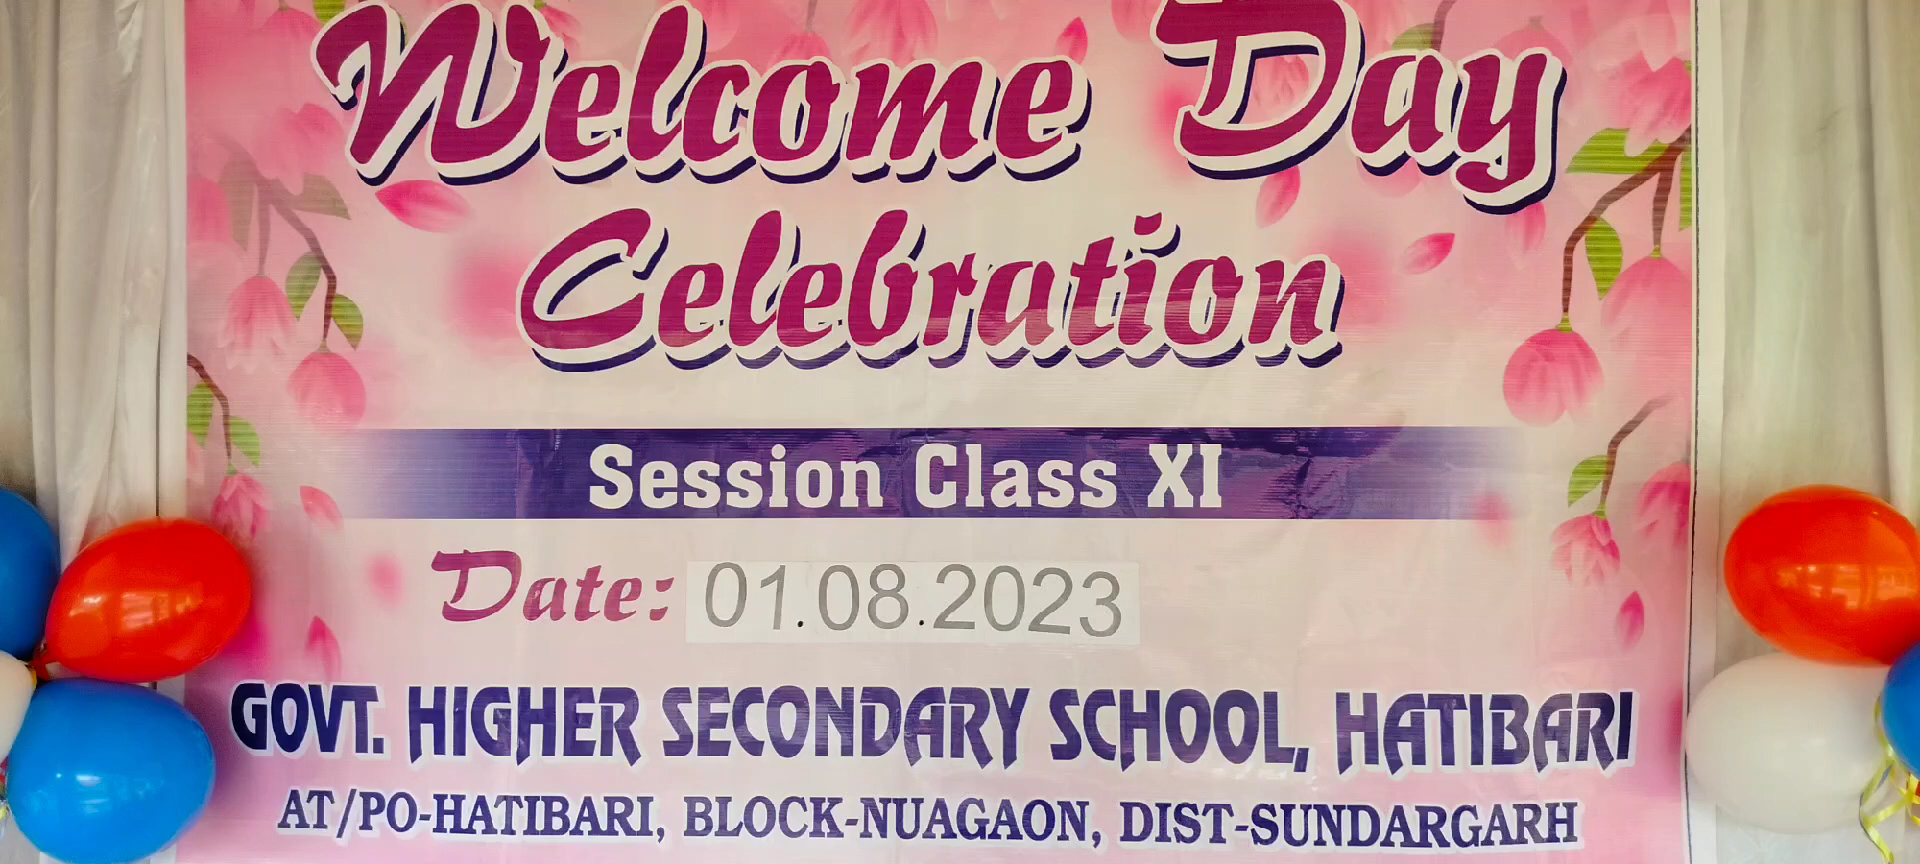 Welcome Day
Celebration
Session Class XI
Date: 01.08.2023
GOVT. HIGHER SECONDARY SCHOOL, HATIBARI
AT/PO-HATIBARI, BLOCK-NUAGAON, DIST-SUNDARGARH